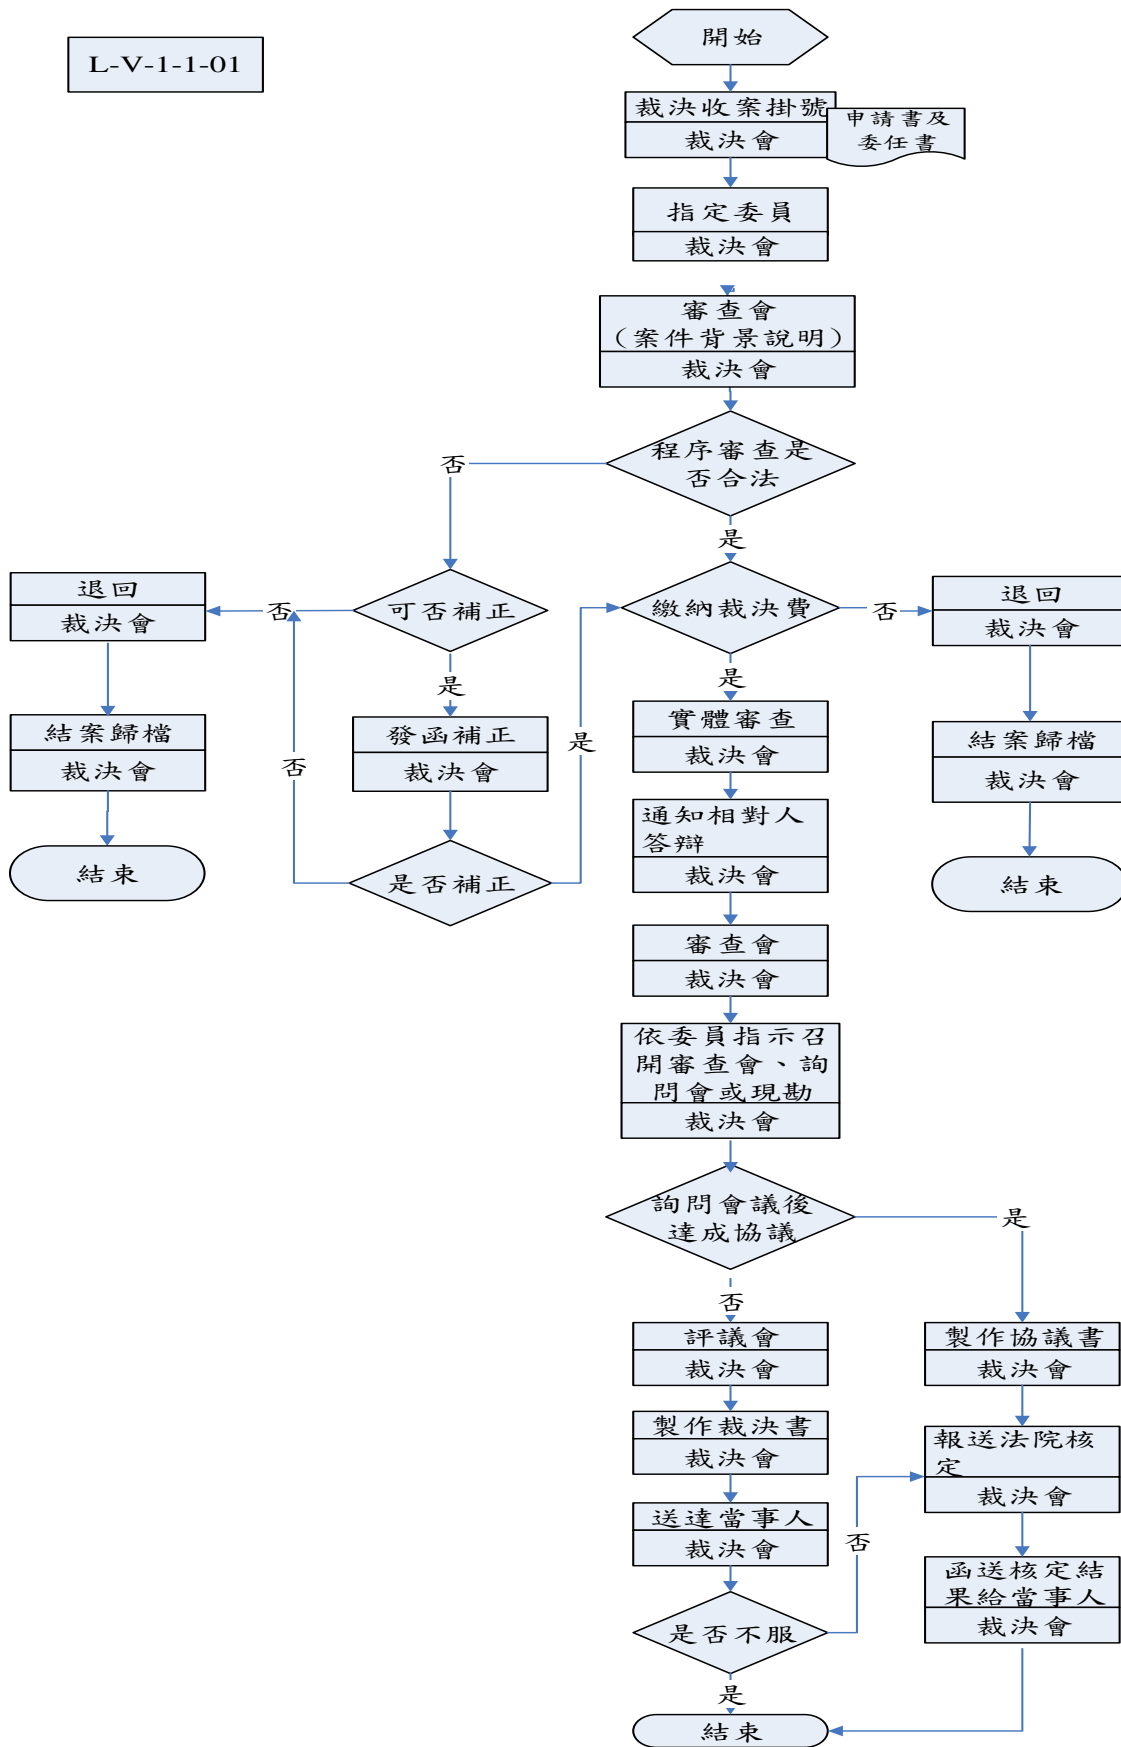 L-V-1-1-01
開始
裁決收案掛號
裁決會
申請書及
委任書
指定委員
裁決會
審查會
（案件背景說明）
裁決會
程序審查是
否合法
否
是
退回
裁決會
否
可否補正
繳納裁決費
否
退回
裁決會
是
是
結案歸檔
裁決會
否
發函補正
裁決會
是
實體審查
裁決會
結案歸檔
裁決會
通知相對人
答辯
裁決會
結束
是否補正
結束
審查會
裁決會
依委員指示召
開審查會、詢
問會或現勘
裁決會
詢問會議後
達成協議
是
否
評議會
裁決會
製作協議書
裁決會
製作裁決書
裁決會
報送法院核
定
裁決會
送達當事人
裁決會
否
函送核定結
果給當事人
裁決會
是否不服
是
結束